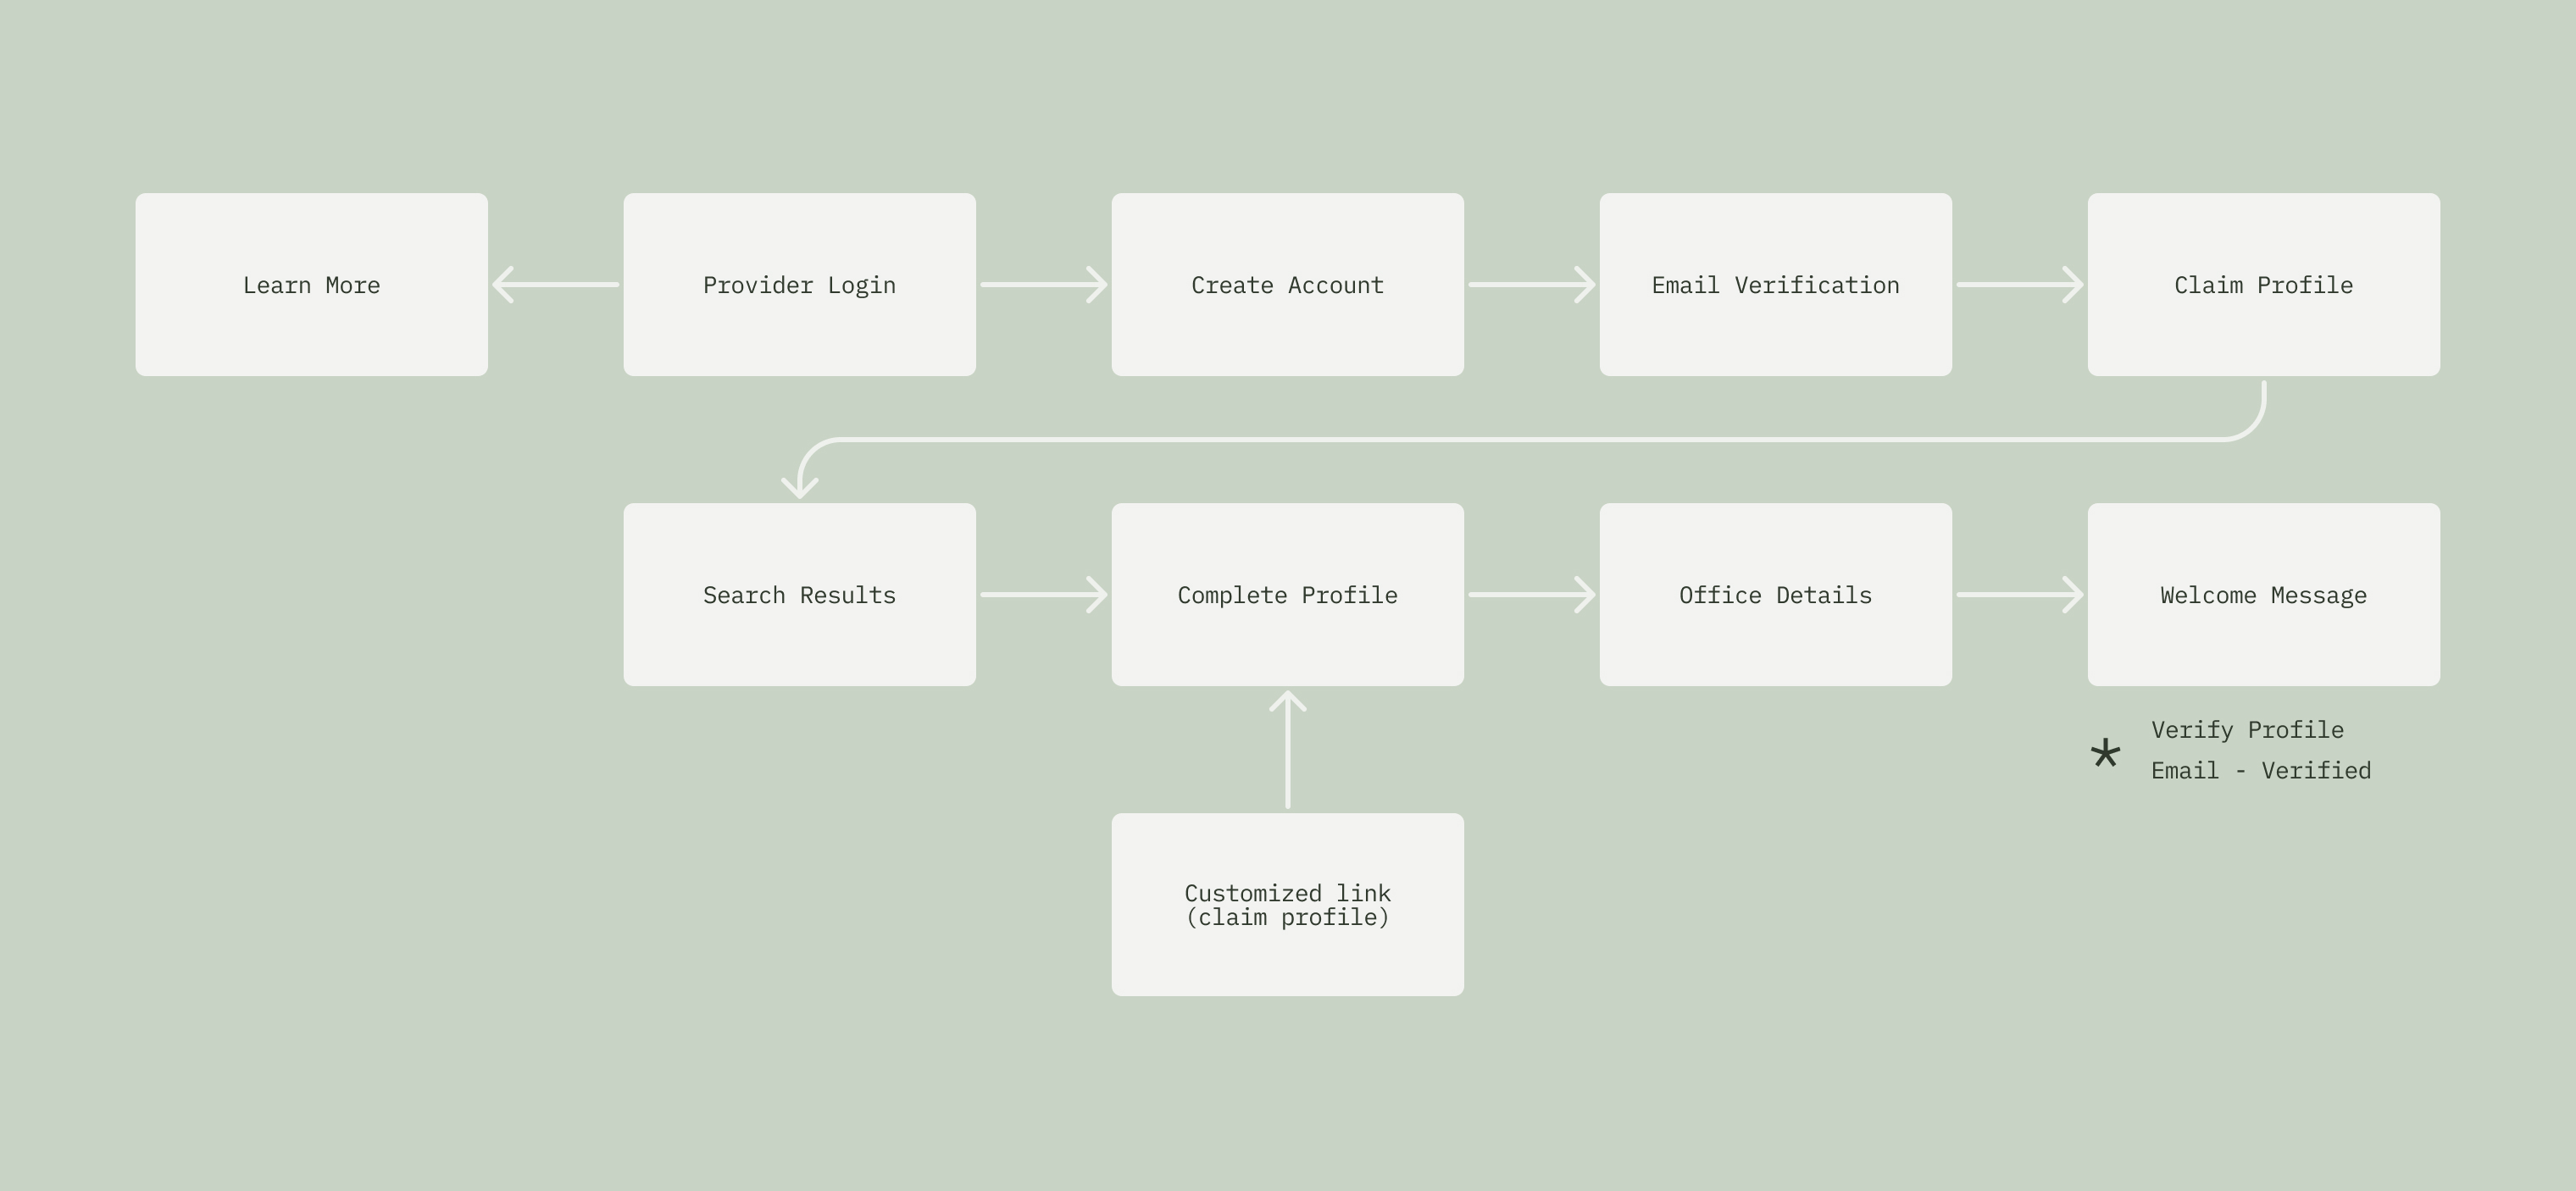 Learn More
Provider Login
Create Account
Email Verification
Claim Profile
Search Results
Complete Profile
Office Details
Welcome Message
* Verify Profile
Email - Verified
Customized link
(claim profile)